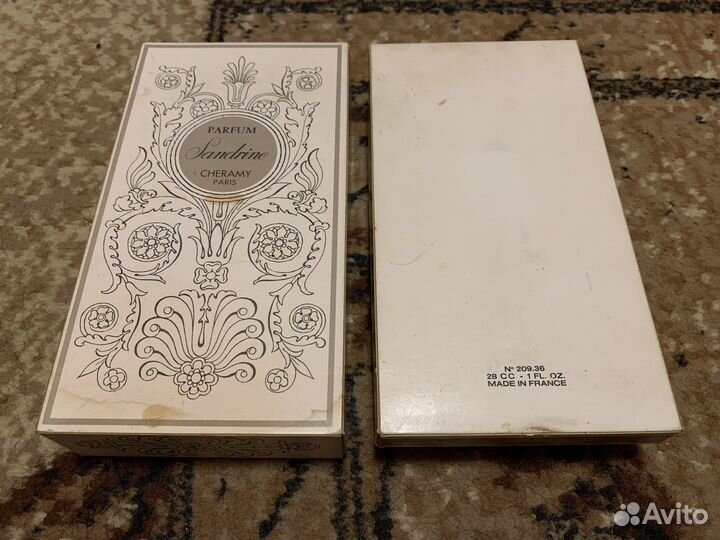 PARFUM
Sandrine
CHERAMY
PARIS
Nº 209.36
28 CC - 1 FL. OZ.
MADE IN FRANCE
Avito